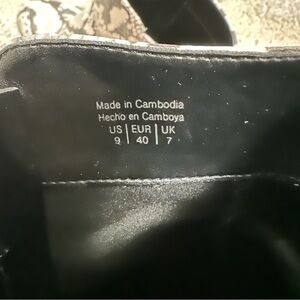 Made in Cambodia
Hecho en Camboya
US | EUR | UK
9 | 40 | 7